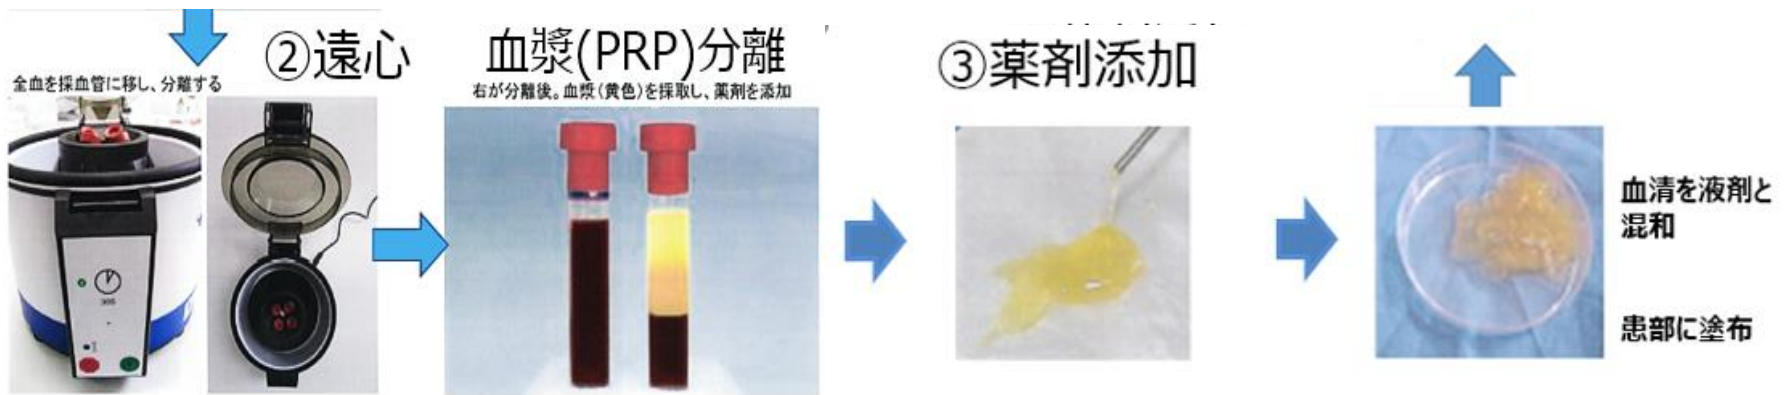 ②遠心
全血を採血管に移し、分離する
血漿(PRP)分離
右が分離後。血漿(黄色)を採取し、薬剤を添加
③薬剤添加
血清を液剤と
混和
患部に塗布